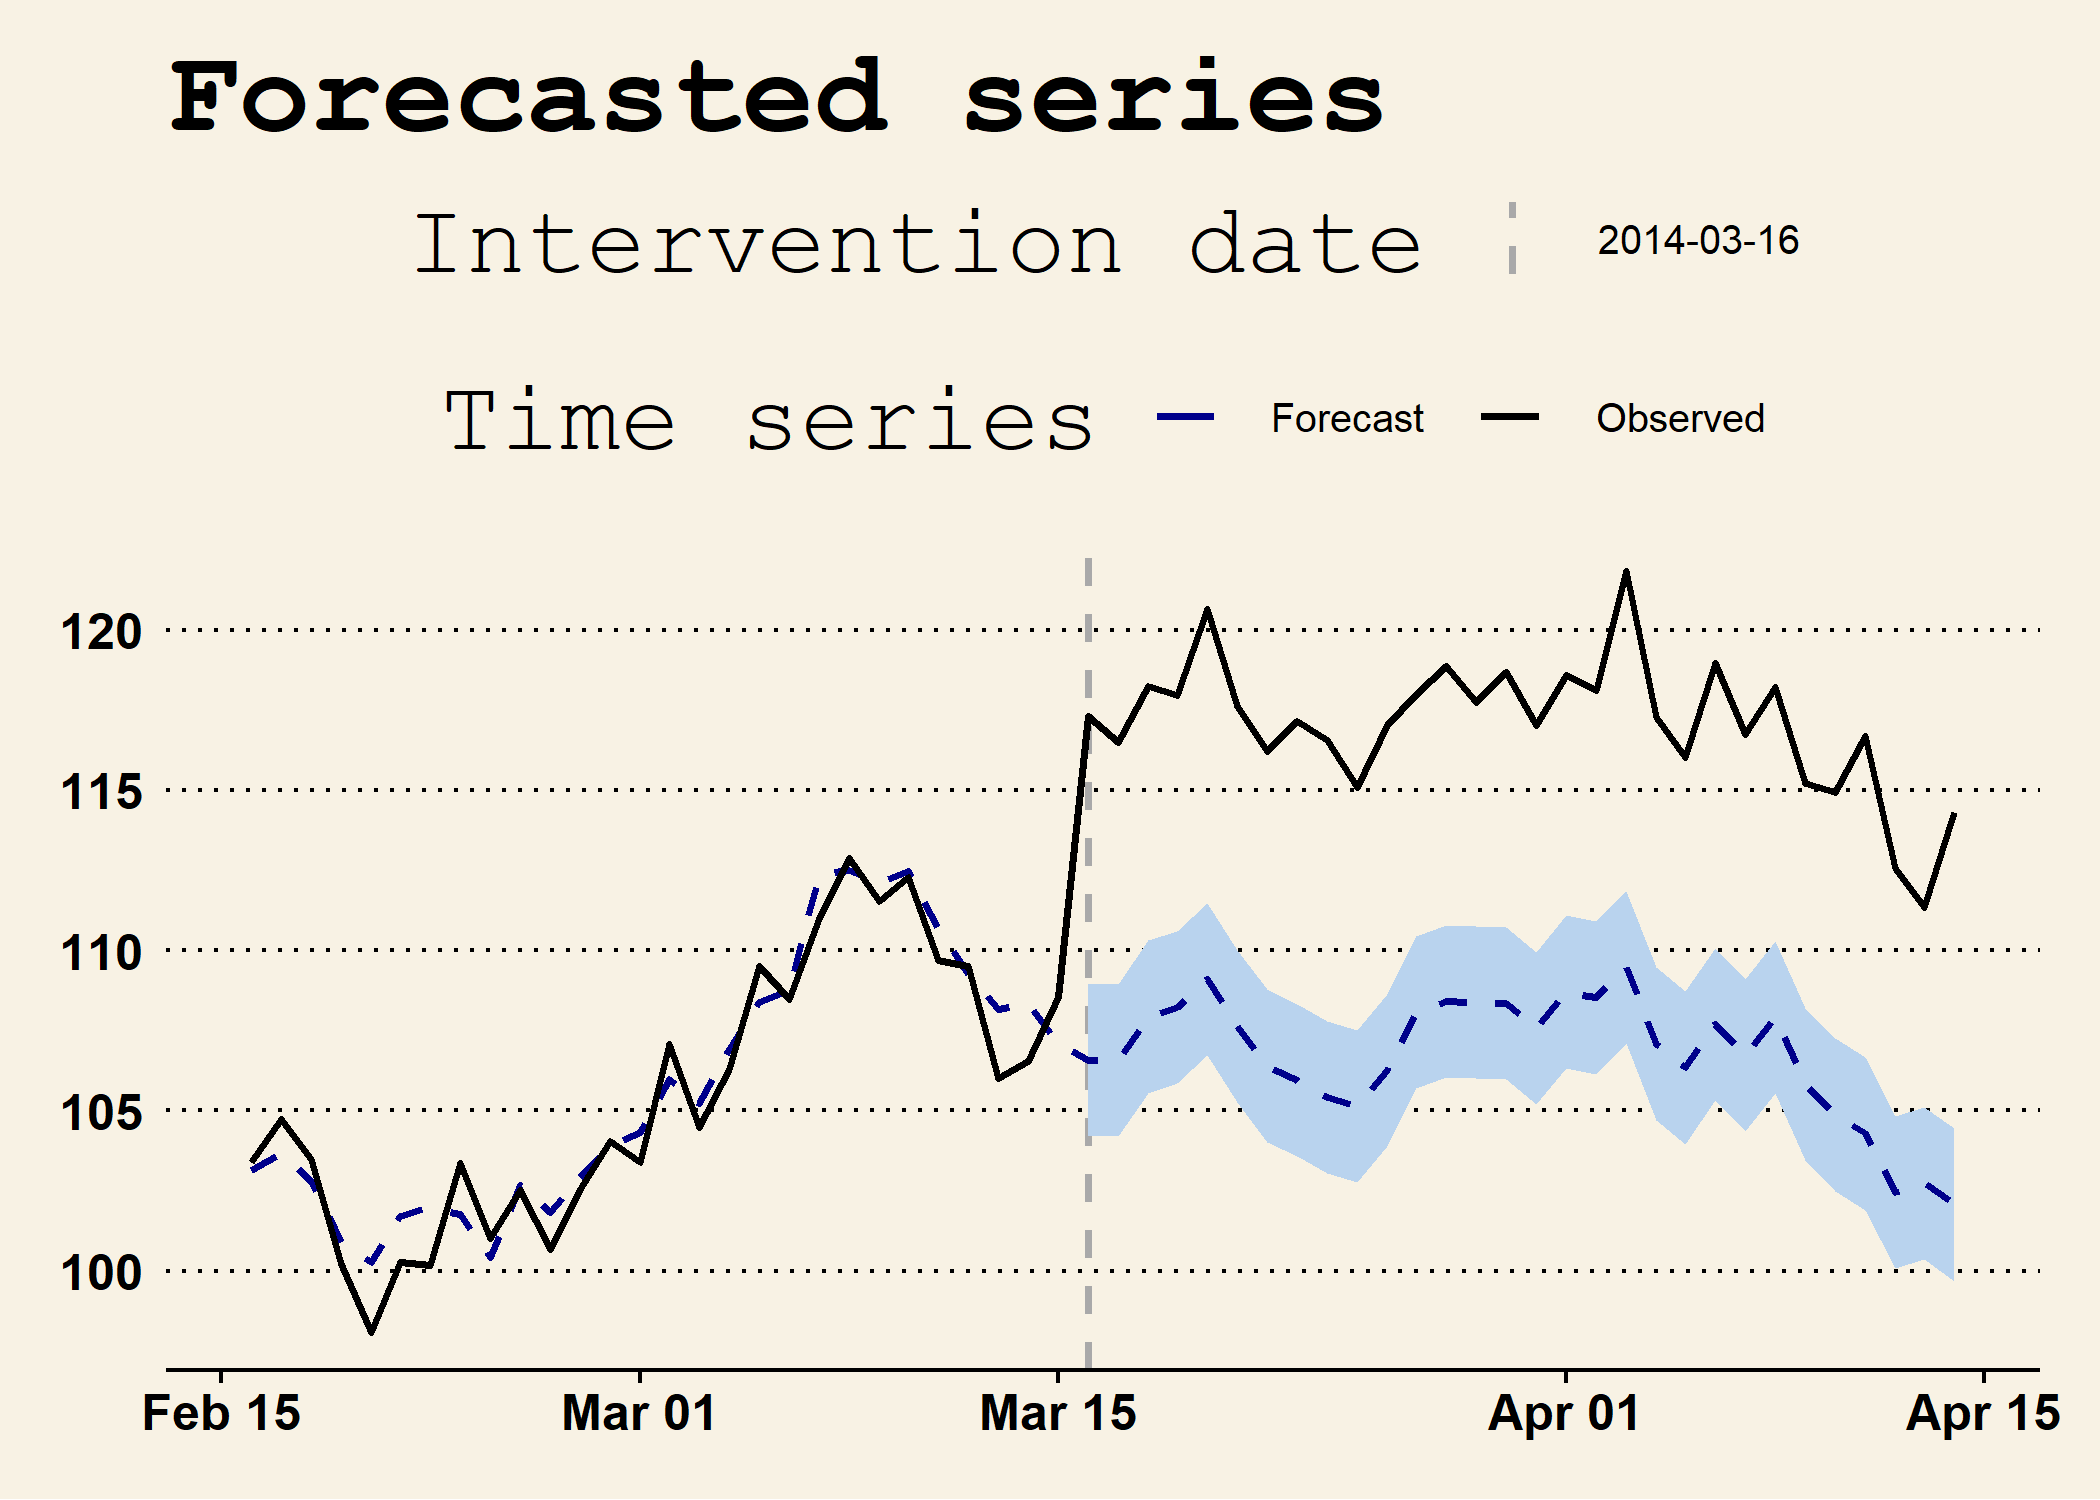 Forecasted series
Intervention date 2014-03-16
Time series Forecast Observed
120
115
110
105
100
Feb 15 Mar 01 Mar 15 Apr 01 Apr 15